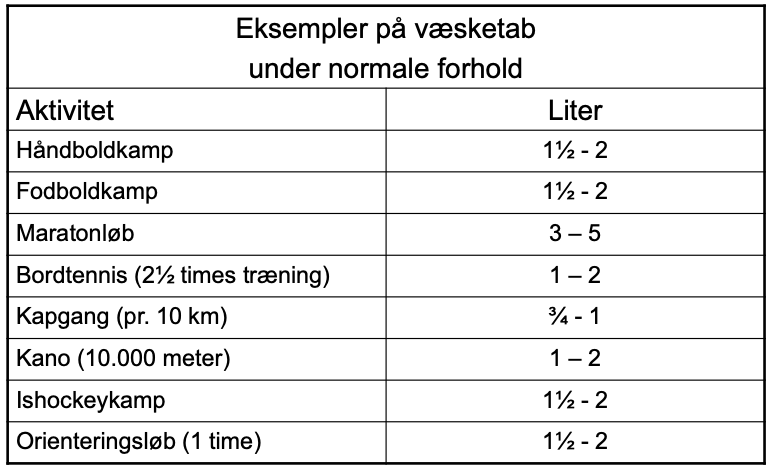 Eksempler på væsketab
under normale forhold
Aktivitet Liter
Håndboldkamp 1½ - 2
Fodboldkamp 1½ - 2
Maratonløb 3 – 5
Bordtennis (2½ times træning) 1 – 2
Kapgang (pr. 10 km) ¾ - 1
Kano (10.000 meter) 1 – 2
Ishockeykamp 1½ - 2
Orienteringsløb (1 time) 1½ - 2